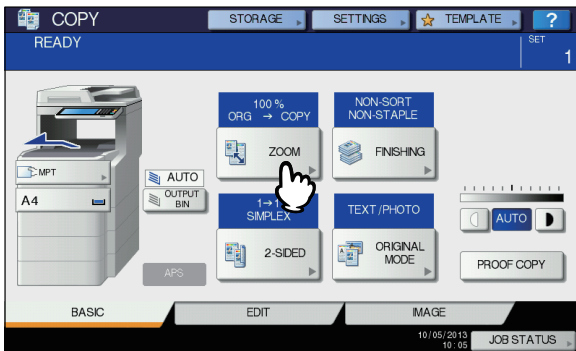 COPY
STORAGE
SETTINGS
TEMPLATE
?
READY
SET
1
100 %
ORG → COPY
NON-SORT
NON-STAPLE
ZOOM
FINISHING
MPT
A4
AUTO
OUTPUT
BIN
APS
1→1
SIMPLEX
TEXT/PHOTO
2-SIDED
ORIGINAL
MODE
AUTO
PROOF COPY
BASIC
EDIT
IMAGE
10/05/2013
10:05
JOB STATUS